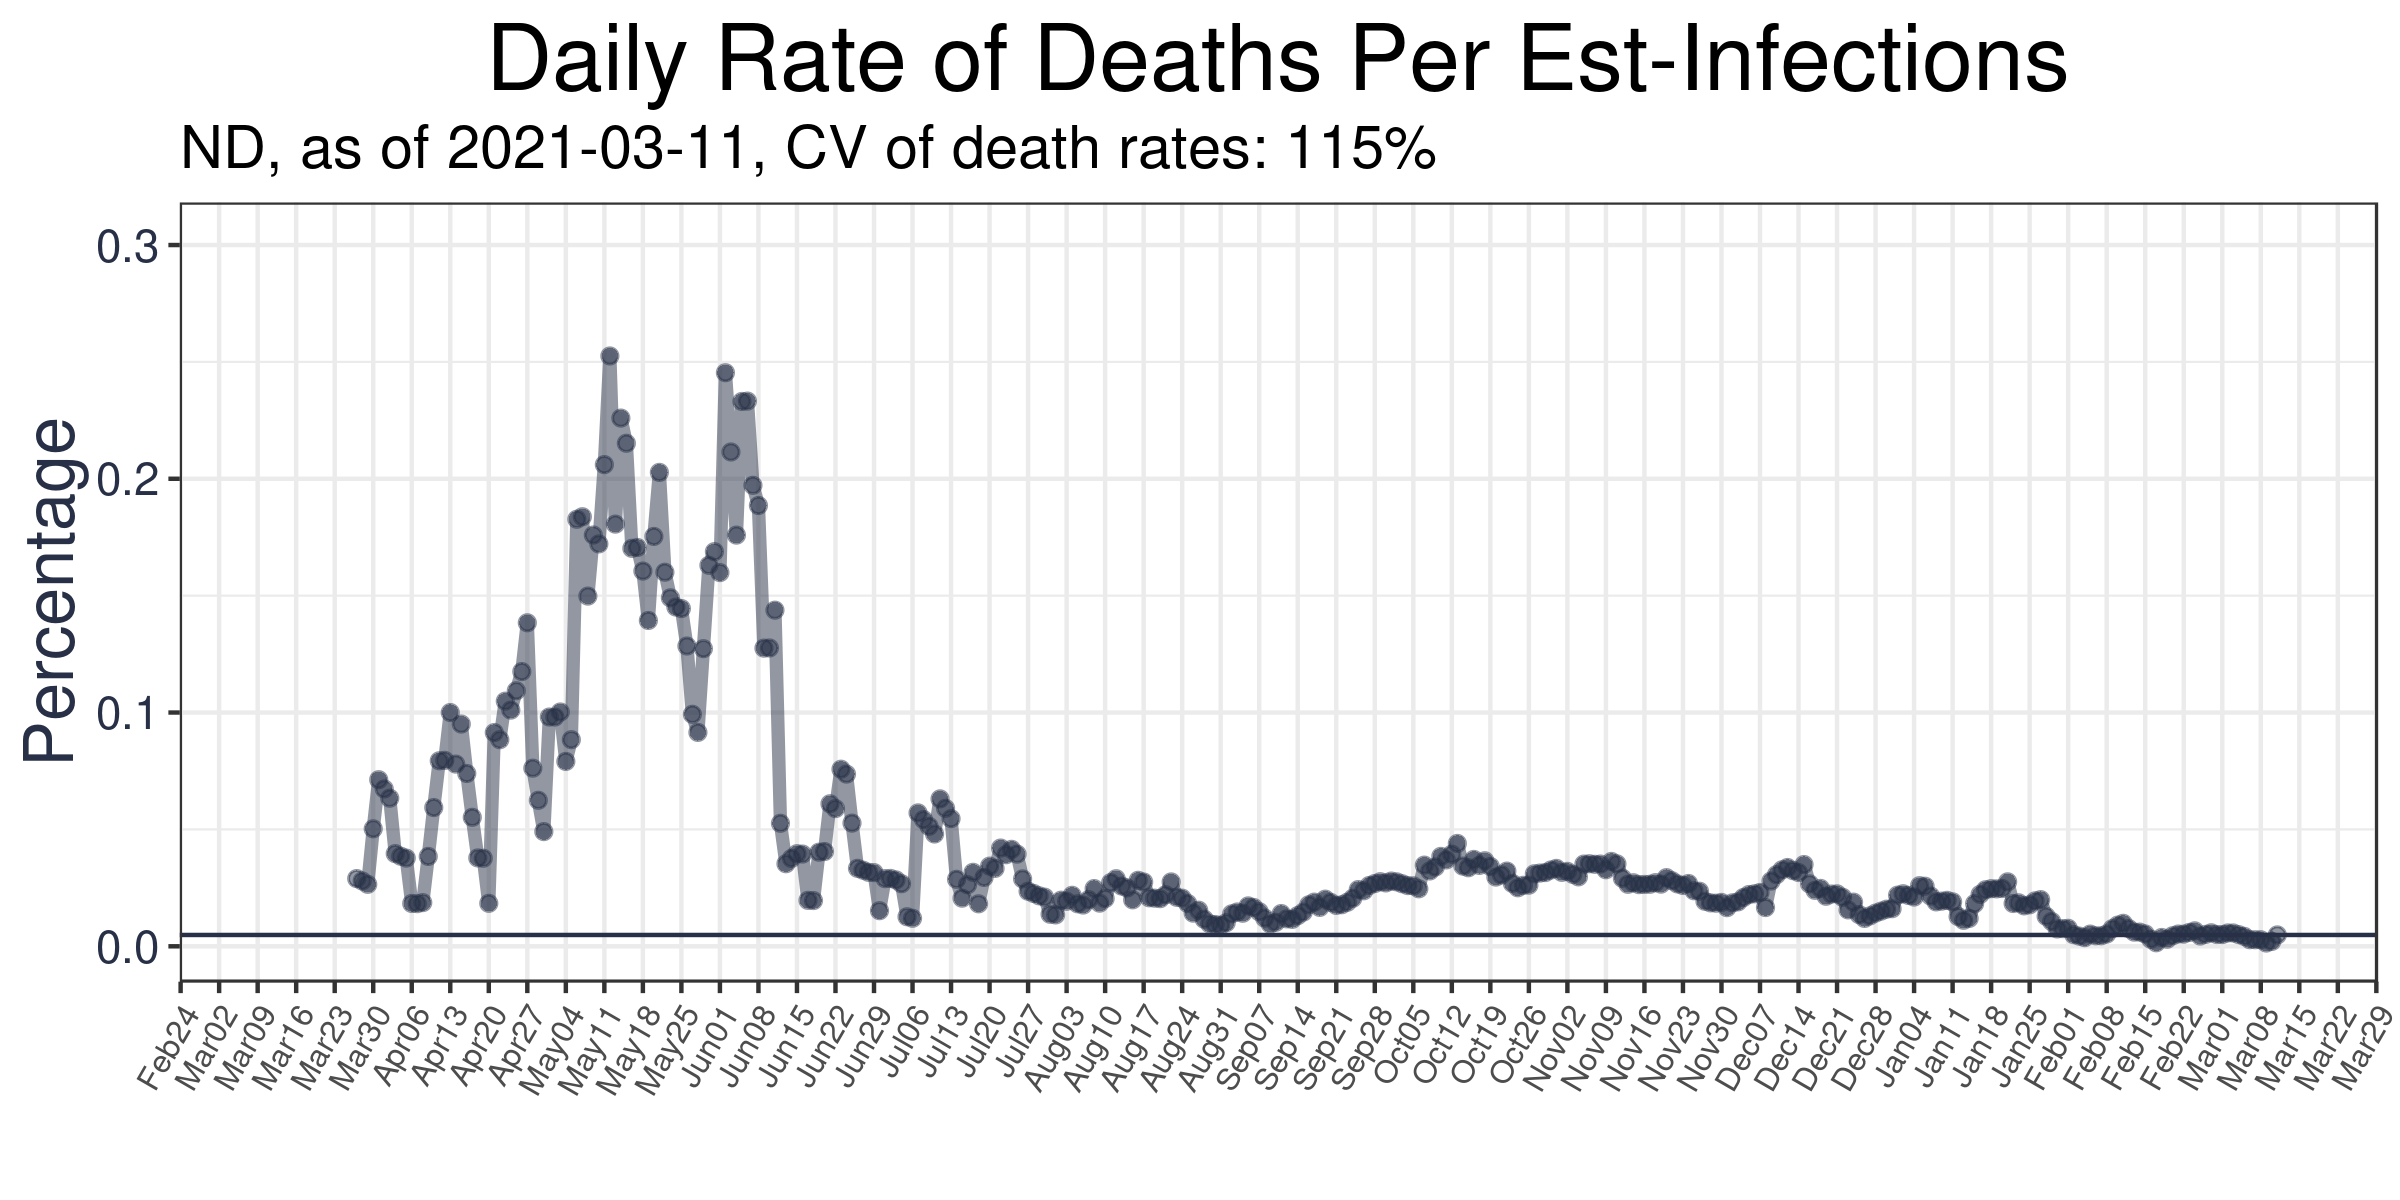 Daily Rate of Deaths Per Est-Infections
ND, as of 2021-03-11, CV of death rates: 115%
Percentage
0.3
0.2
0.1
0.0
Feb24 Mar02 Mar09 Mar16 Mar23 Mar30 Apr06 Apr13 Apr20 Apr27 May04 May11 May18 May25 Jun01 Jun08 Jun15 Jun22 Jun29 Jul06 Jul13 Jul20 Jul27 Aug03 Aug10 Aug17 Aug24 Aug31 Sep07 Sep14 Sep21 Sep28 Oct05 Oct12 Oct19 Oct26 Nov02 Nov09 Nov16 Nov23 Nov30 Dec07 Dec14 Dec21 Dec28 Jan04 Jan11 Jan18 Jan25 Feb01 Feb08 Feb15 Feb22 Mar01 Mar08 Mar15 Mar22 Mar29